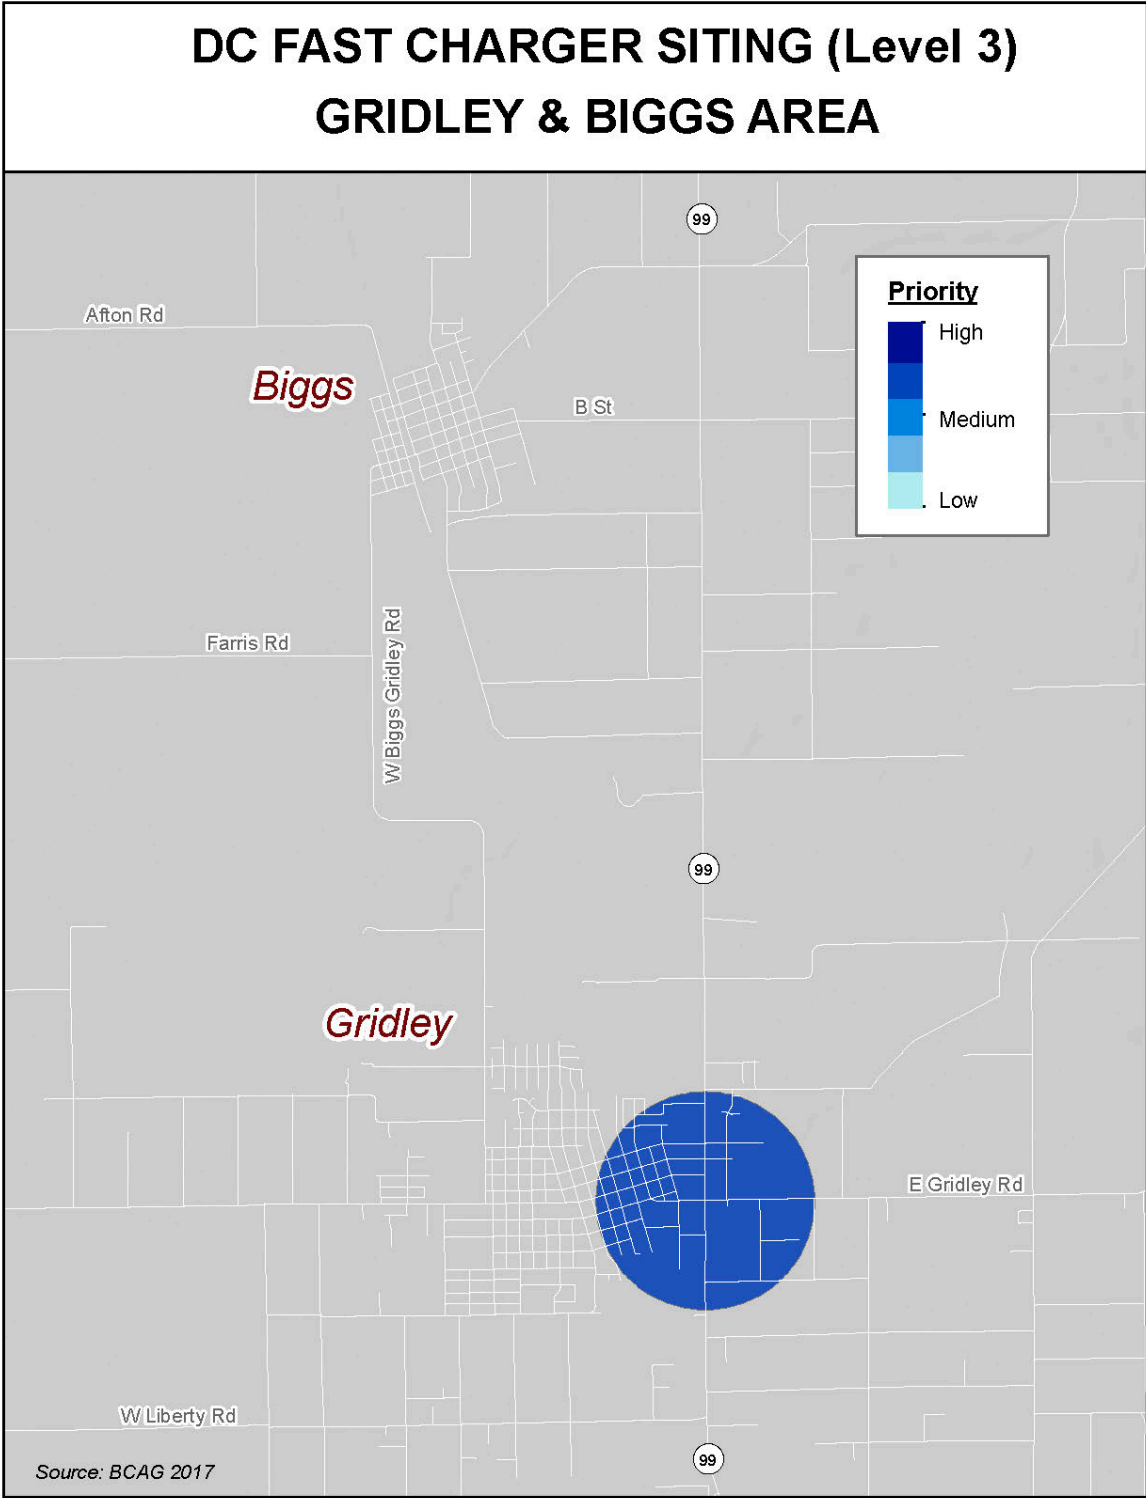 DC FAST CHARGER SITING (Level 3)
GRIDLEY & BIGGS AREA
99
Priority
High
Medium
Low
Afton Rd
Biggs
B St
Farris Rd
W Biggs Gridley Rd
99
Gridley
E Gridley Rd
W Liberty Rd
99
Source: BCAG 2017